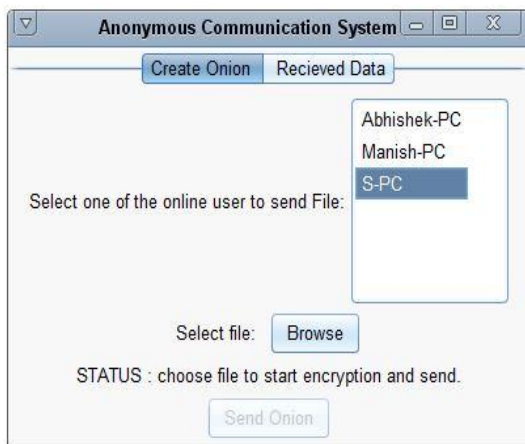 Anonymous Communication System
Create Onion Recieved Data
Abhishek-PC
Manish-PC
S-PC
Select one of the online user to send File:
Select file: Browse
STATUS : choose file to start encryption and send.
Send Onion